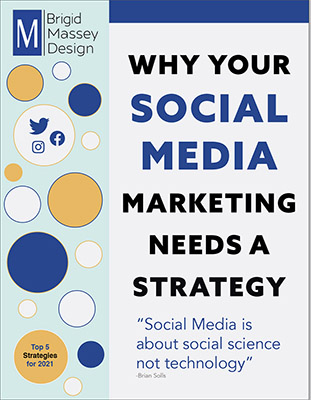 M
Brigid
Massey
Design
WHY YOUR
SOCIAL
MEDIA
MARKETING
NEEDS A
STRATEGY
“Social Media is
about social science
not technology”
-Brian Solis
Top 5
Strategies
for 2021